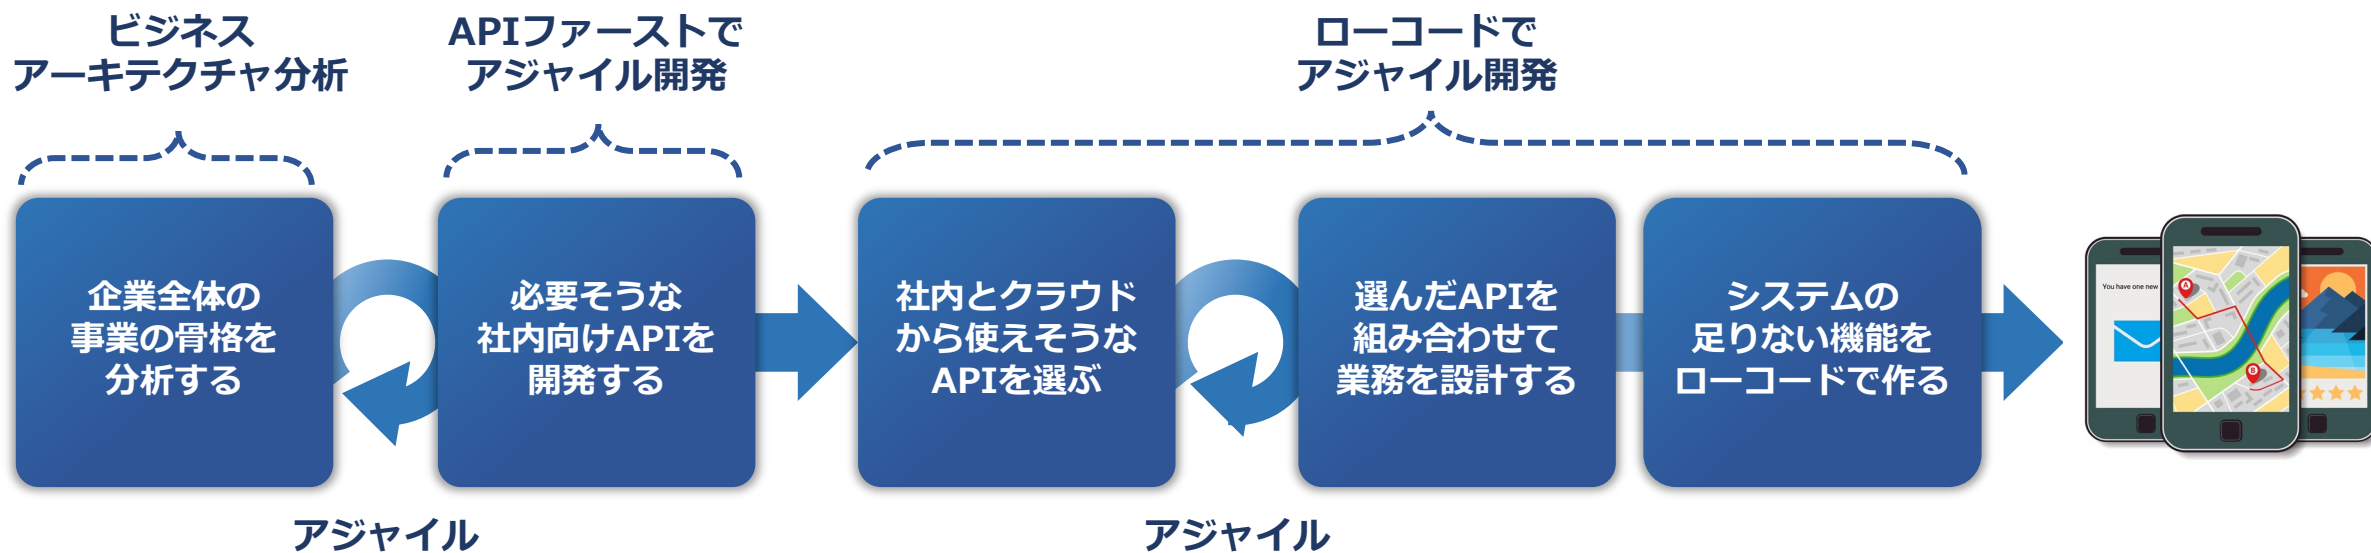 ビジネス
アーキテクチャ分析
APIファーストで
アジャイル開発
ローコードで
アジャイル開発
企業全体の
事業の骨格を
分析する
必要そうな
社内向けAPIを
開発する
社内とクラウド
から使えそうな
APIを選ぶ
選んだAPIを
組み合わせて
業務を設計する
システムの
足りない機能を
ローコードで作る
You have one new
A
B
アジャイル
アジャイル